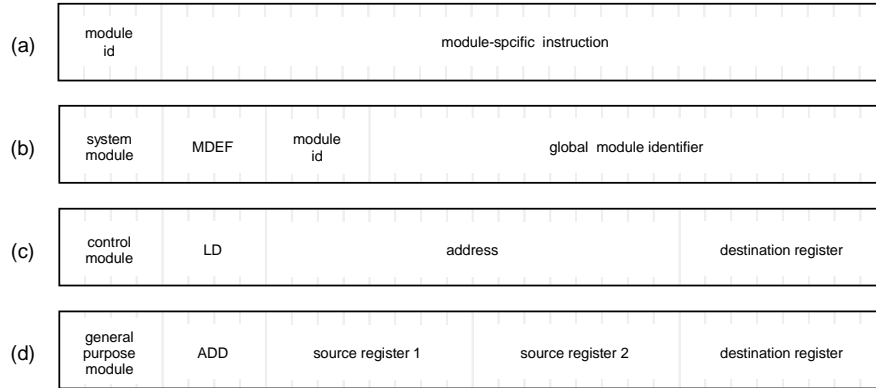 (a)
module
id
module-spcific instruction
(b)
system
module
MDEF
module
id
global module identifier
(c)
control
module
LD
address
destination register
(d)
general
purpose
module
ADD
source register 1
source register 2
destination register